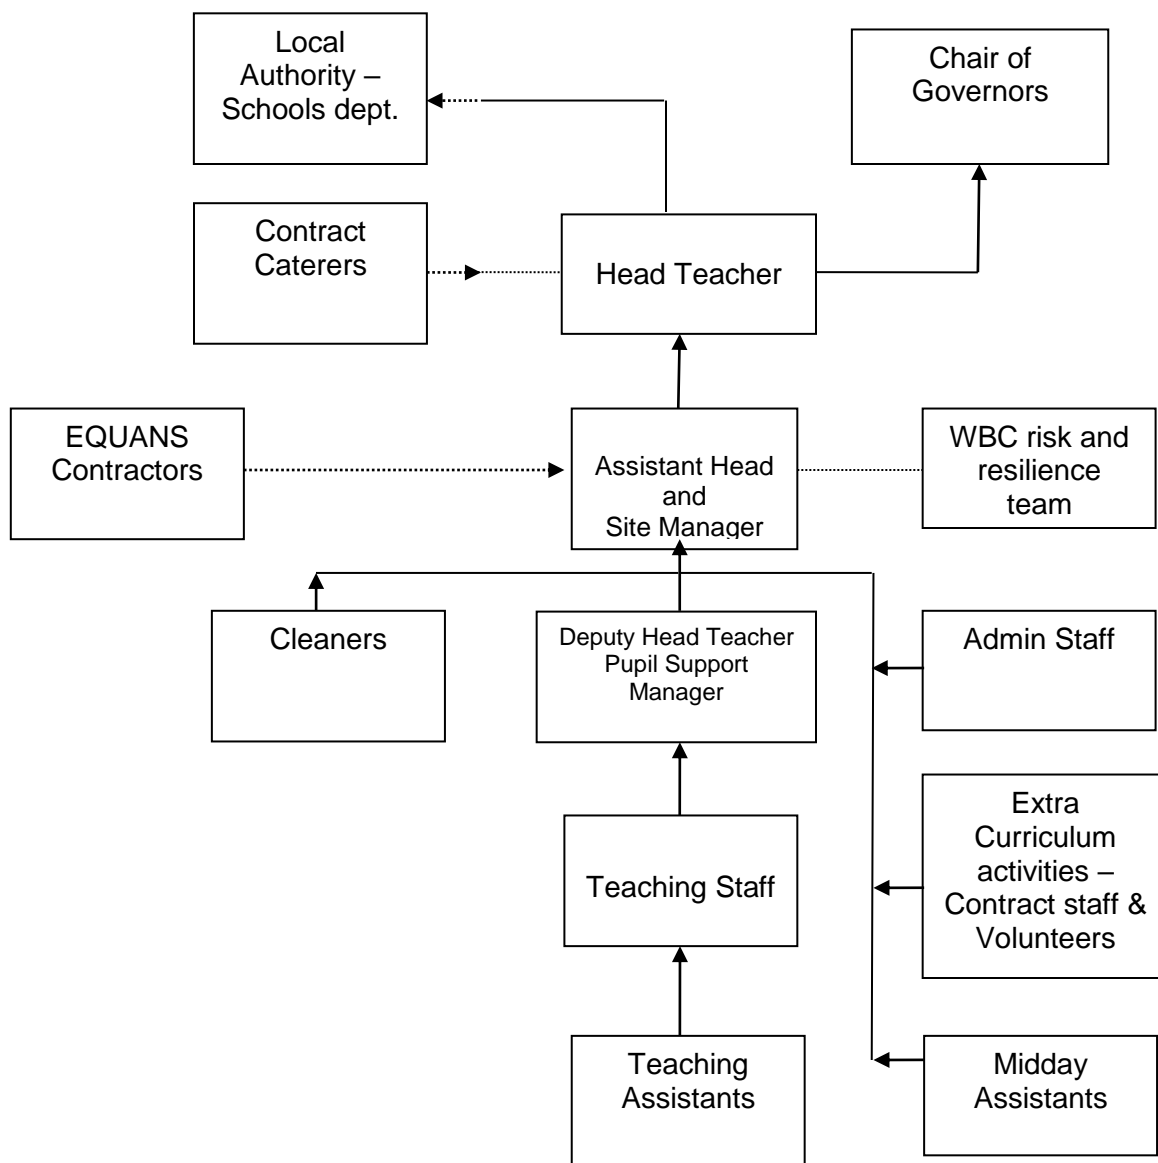 Local
Authority –
Schools dept.
Chair of
Governors
Contract
Caterers
Head Teacher
EQUANS
Contractors
Assistant Head
and
Site Manager
WBC risk and
resilience
team
Cleaners
Deputy Head Teacher
Pupil Support
Manager
Admin Staff
Extra
Curriculum
activities –
Contract staff &
Volunteers
Teaching Staff
Teaching
Assistants
Midday
Assistants